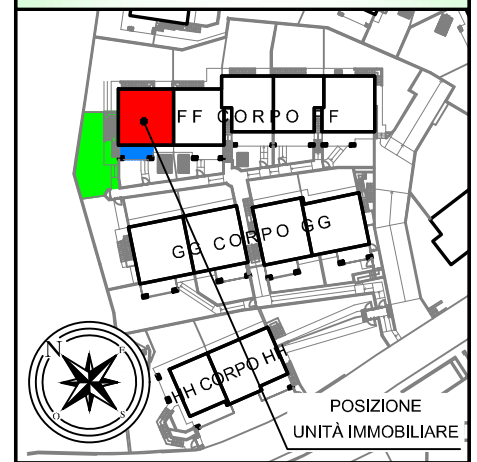 FF CORPO FF
GG CORPO GG
HH CORPO HH
N
E
O
S
POSIZIONE
UNITÀ IMMOBILIARE